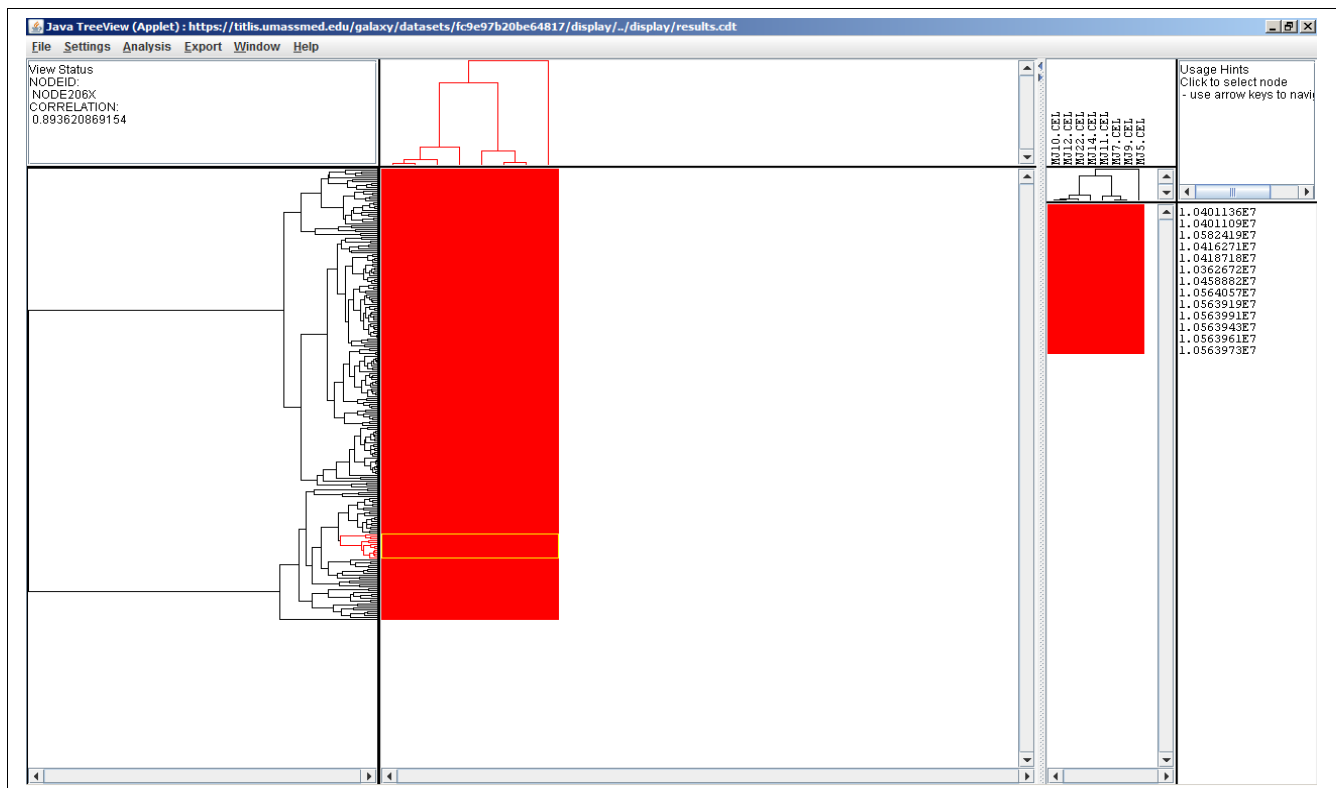 Java TreeView (Applet) : https://titlis.umassmed.edu/galaxy/datasets/fc9e97b20be64817/display/../display/results.cdt
File Settings Analysis Export Window Help
View Status
NODEID:
NODE206X
CORRELATION:
0.893620869154
MJ10.CEL
MJ12.CEL
MJ22.CEL
MJ14.CEL
MJ11.CEL
MJ7.CEL
MJ9.CEL
MJ5.CEL
Usage Hints
Click to select node
- use arrow keys to navi
1.0401136E7
1.0401109E7
1.0582419E7
1.0416271E7
1.0418718E7
1.0362672E7
1.0458882E7
1.0564057E7
1.0563919E7
1.0563991E7
1.0563943E7
1.0563961E7
1.0563973E7